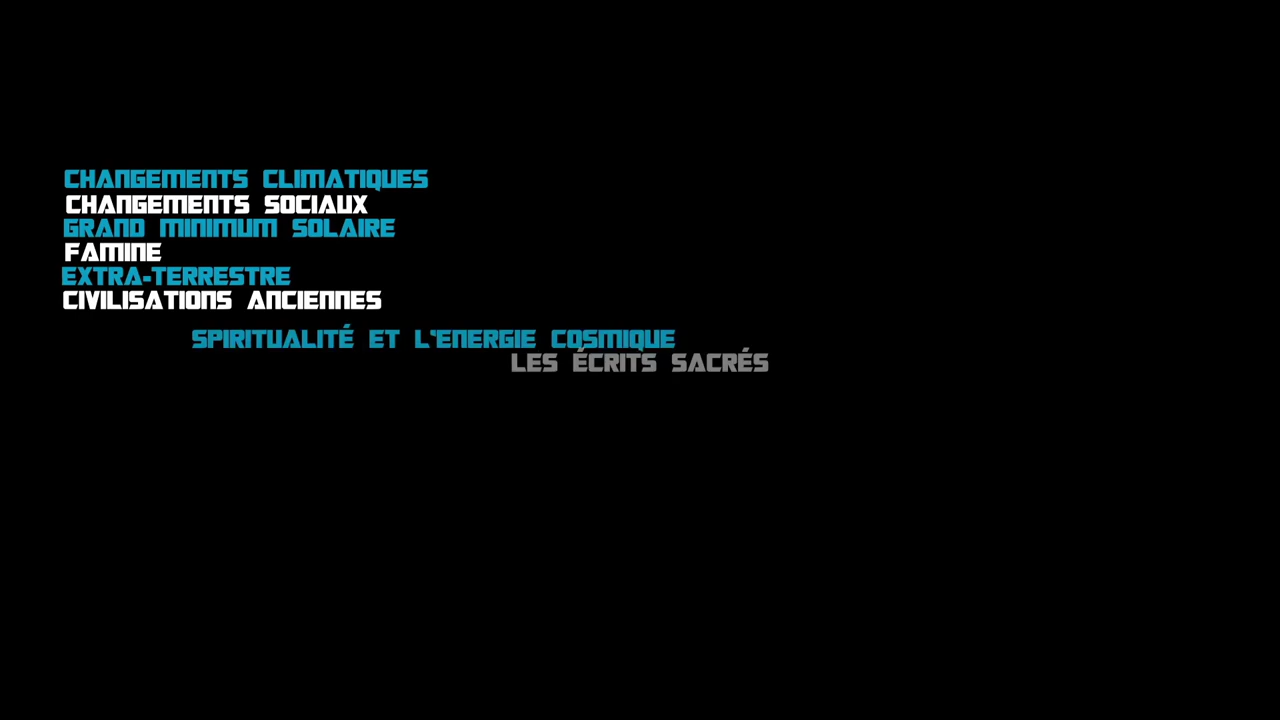 CHANGEMENTS CLIMATIQUES
CHANGEMENTS SOCIAUX
GRAND MINIMUM SOLAIRE
FAMINE
EXTRA-TERRESTRE
CIVILISATIONS ANCIENNES
SPIRITUALITÉ ET L'ENERGIE COSMIQUE
LES ÉCRITS SACRÉS